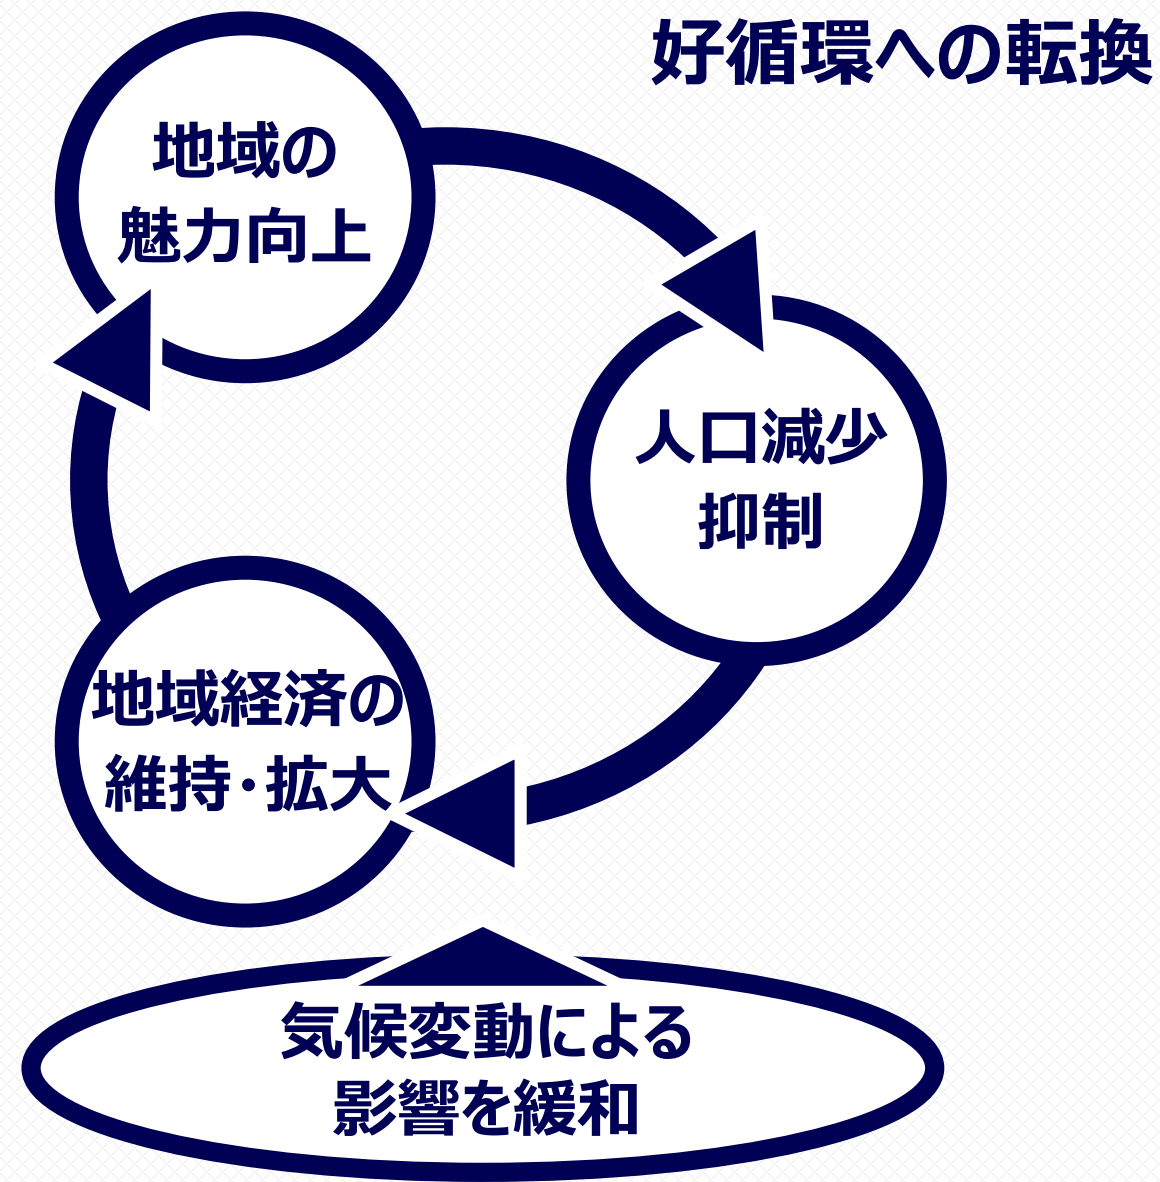 好循環への転換
地域の
魅力向上
人口減少
抑制
地域経済の
維持・拡大
気候変動による
影響を緩和